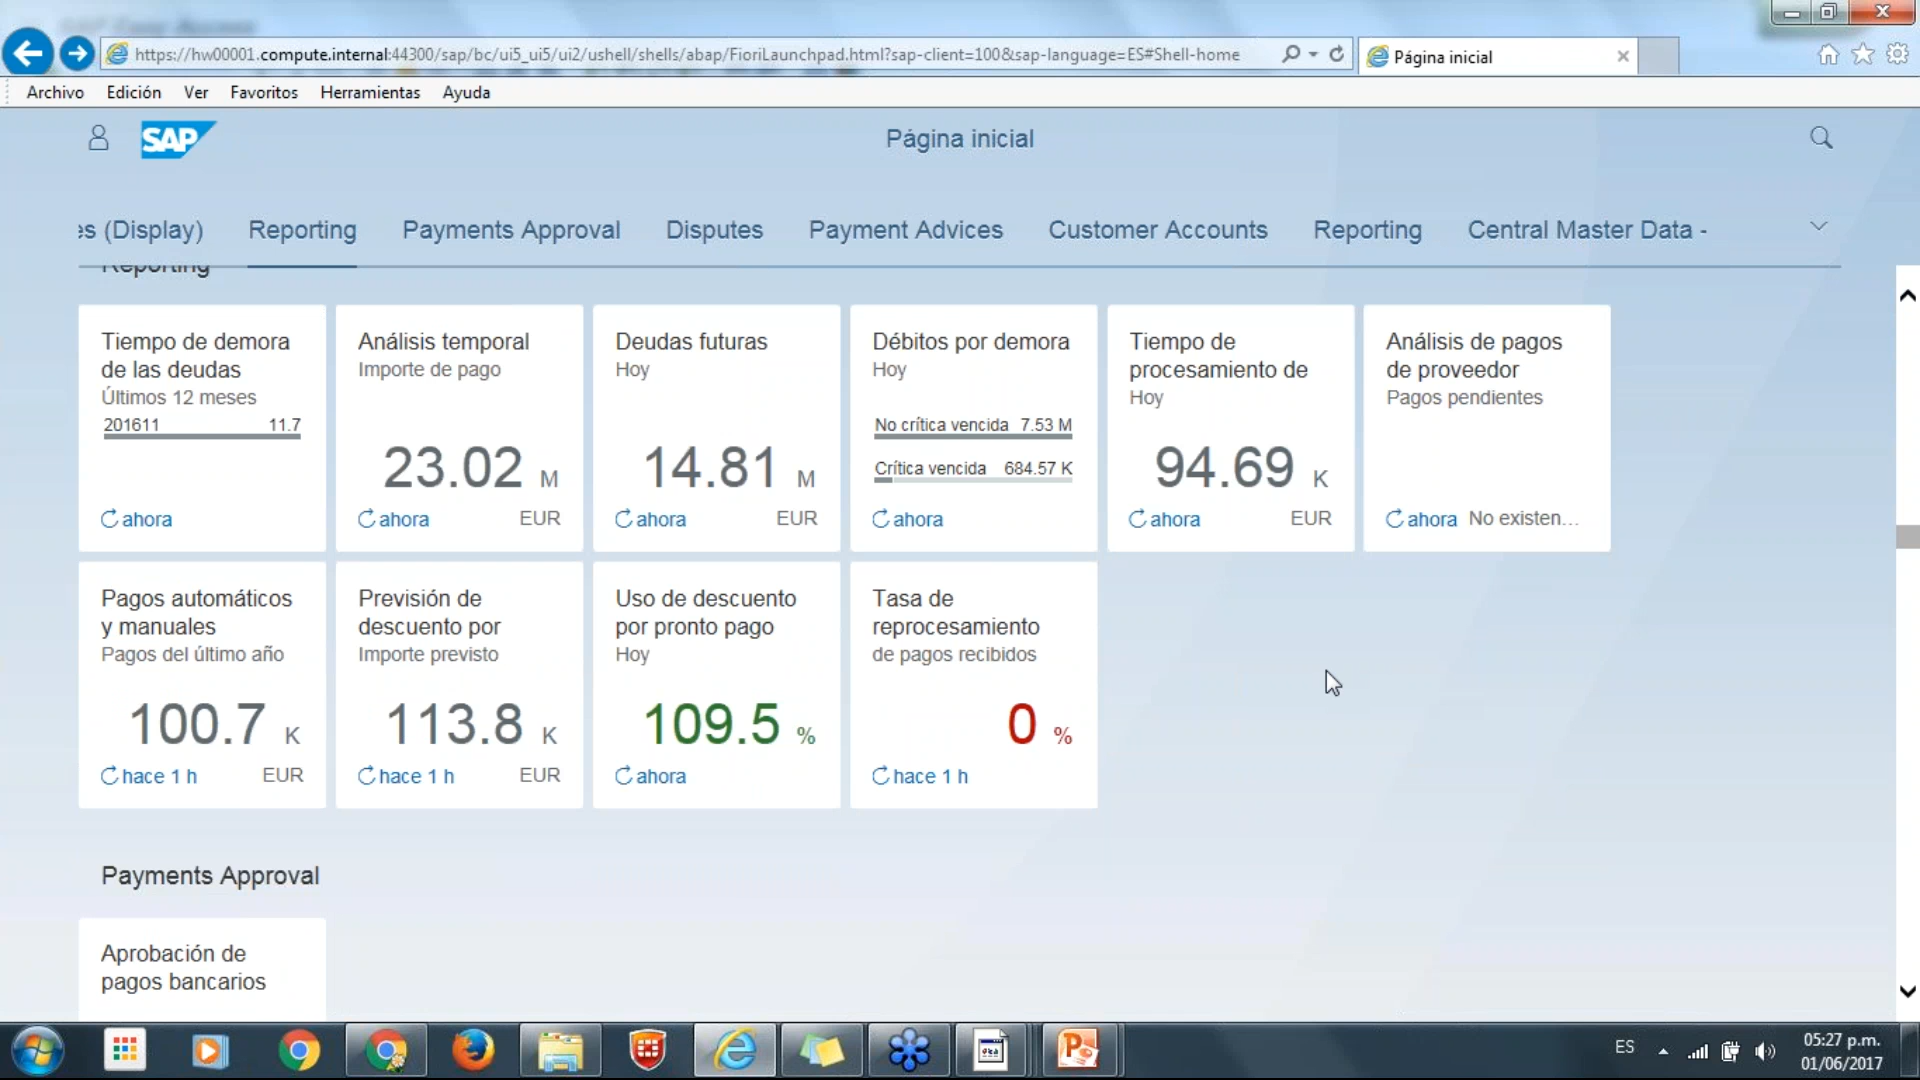 https://hw00001.compute.internal:44300/sap/bc/ui5_ui5/ui2/ushell/shells/abap/FioriLaunchpad.html?sap-client=100&sap-language=ES#Shell-home
Página inicial
Archivo Edición Ver Favoritos Herramientas Ayuda
SAP
Página inicial
es (Display) Reporting Payments Approval Disputes Payment Advices Customer Accounts Reporting Central Master Data -
Reporting
Tiempo de demora
de las deudas
Últimos 12 meses
201611 11.7
ahora
Análisis temporal
Importe de pago
23.02 M
ahora EUR
Deudas futuras
Hoy
14.81 M
ahora EUR
Débitos por demora
Hoy
No crítica vencida 7.53 M
Crítica vencida 684.57 K
ahora
Tiempo de
procesamiento de
Hoy
94.69 K
ahora EUR
Análisis de pagos
de proveedor
Pagos pendientes
ahora No existen...
Pagos automáticos
y manuales
Pagos del último año
100.7 K
hace 1 h EUR
Previsión de
descuento por
Importe previsto
113.8 K
hace 1 h EUR
Uso de descuento
por pronto pago
Hoy
109.5 %
ahora
Tasa de
reprocesamiento
de pagos recibidos
0 %
hace 1 h
Payments Approval
Aprobación de
pagos bancarios
ES
05:27 p.m.
01/06/2017